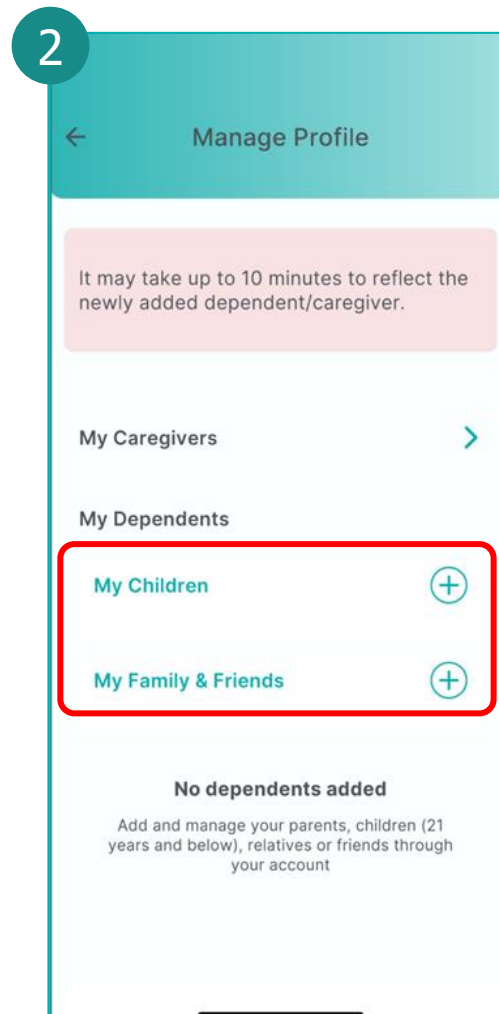 2
Manage Profile
It may take up to 10 minutes to reflect the
newly added dependent/caregiver.
My Caregivers
My Dependents
My Children
My Family & Friends
No dependents added
Add and manage your parents, children (21
years and below), relatives or friends through
your account